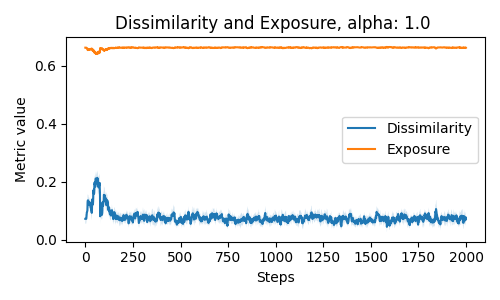 Dissimilarity and Exposure, alpha: 1.0
Metric value
0.6
0.4
0.2
0.0
Dissimilarity
Exposure
0 250 500 750 1000 1250 1500 1750 2000
Steps